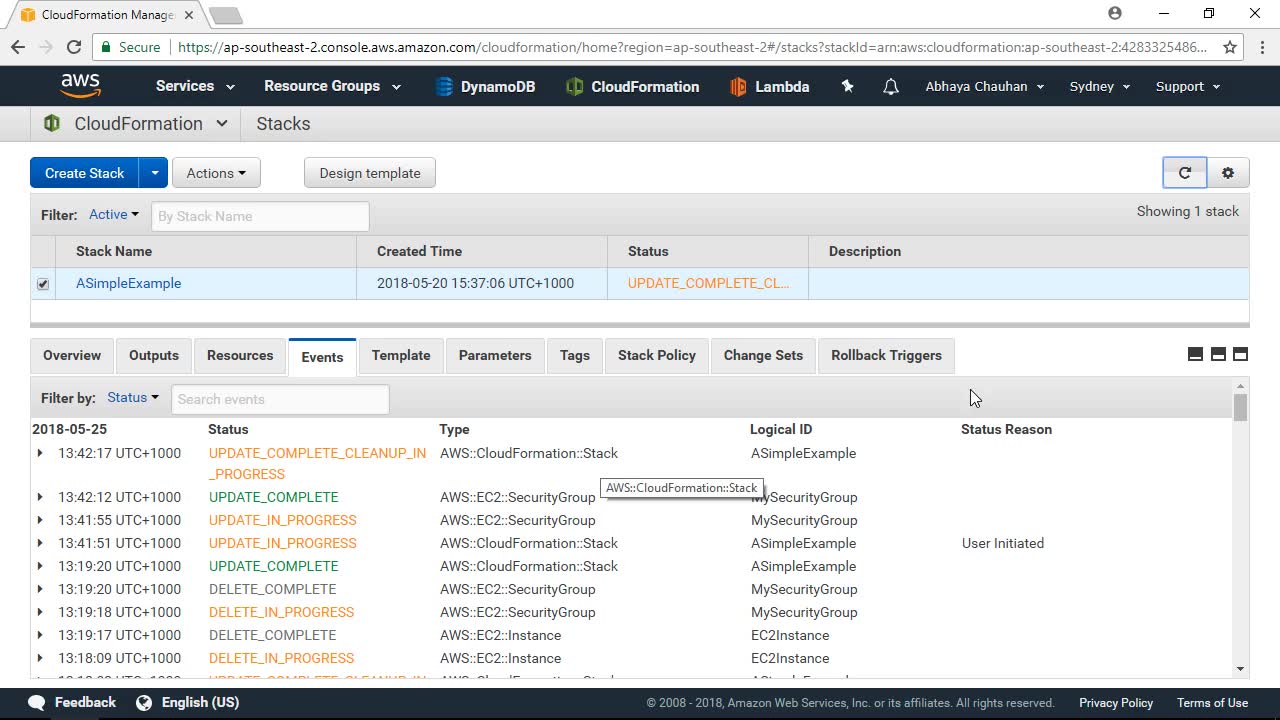 CloudFormation Manage
Secure https://ap-southeast-2.console.aws.amazon.com/cloudformation/home?region=ap-southeast-2#/stacks?stackId=arn:aws:cloudformation:ap-southeast-2:4283325486...
aws Services Resource Groups DynamoDB CloudFormation Lambda Abhaya Chauhan Sydney Support
CloudFormation Stacks
Create Stack Actions Design template
Filter: Active By Stack Name Showing 1 stack
Stack Name Created Time Status Description
ASimpleExample 2018-05-20 15:37:06 UTC+1000 UPDATE_COMPLETE_CL...
Overview Outputs Resources Events Template Parameters Tags Stack Policy Change Sets Rollback Triggers
Filter by: Status Search events
2018-05-25 Status Type Logical ID Status Reason
13:42:17 UTC+1000 UPDATE_COMPLETE_CLEANUP_IN AWS::CloudFormation::Stack ASimpleExample
_PROGRESS
AWS::CloudFormation::Stack
13:42:12 UTC+1000 UPDATE_COMPLETE AWS::EC2::SecurityGroup MySecurityGroup
13:41:55 UTC+1000 UPDATE_IN_PROGRESS AWS::EC2::SecurityGroup MySecurityGroup
13:41:51 UTC+1000 UPDATE_IN_PROGRESS AWS::CloudFormation::Stack ASimpleExample User Initiated
13:19:20 UTC+1000 UPDATE_COMPLETE AWS::CloudFormation::Stack ASimpleExample
13:19:20 UTC+1000 DELETE_COMPLETE AWS::EC2::SecurityGroup MySecurityGroup
13:19:18 UTC+1000 DELETE_IN_PROGRESS AWS::EC2::SecurityGroup MySecurityGroup
13:19:17 UTC+1000 DELETE_COMPLETE AWS::EC2::Instance EC2Instance
13:18:09 UTC+1000 DELETE_IN_PROGRESS AWS::EC2::Instance EC2Instance
Feedback English (US) © 2008 - 2018, Amazon Web Services, Inc. or its affiliates. All rights reserved. Privacy Policy Terms of Use